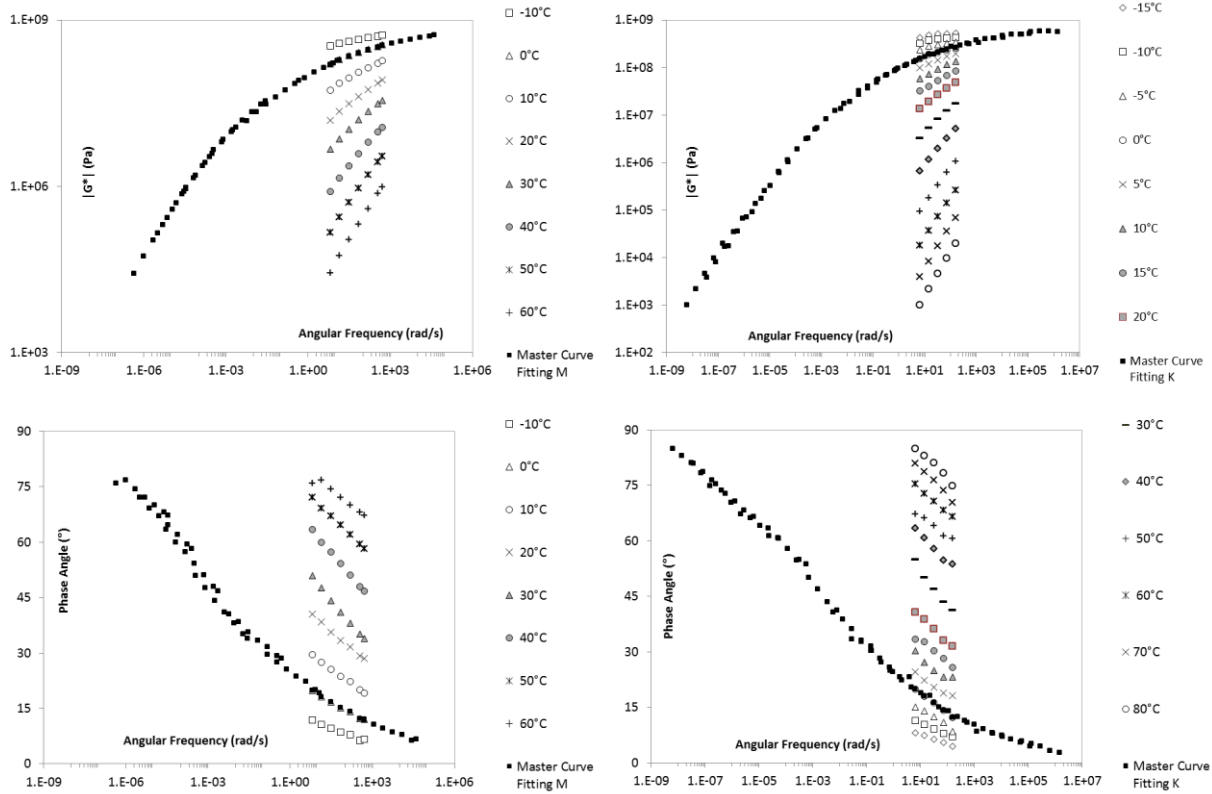 1.E+09
1.E+06
1.E+03
|G*| (Pa)
Angular Frequency (rad/s)
1.E-09 1.E-06 1.E-03 1.E+00 1.E+03 1.E+06
-10°C
0°C
10°C
20°C
30°C
40°C
50°C
60°C
Master Curve
Fitting M
1.E+09
1.E+08
1.E+07
1.E+06
1.E+05
1.E+04
1.E+03
1.E+02
|G*| (Pa)
Angular Frequency (rad/s)
1.E-09 1.E-07 1.E-05 1.E-03 1.E-01 1.E+01 1.E+03 1.E+05 1.E+07
-15°C
-10°C
-5°C
0°C
5°C
10°C
15°C
20°C
Master Curve
Fitting K
90
75
60
45
30
15
0
Phase Angle (°)
Angular Frequency (rad/s)
1.E-09 1.E-06 1.E-03 1.E+00 1.E+03 1.E+06
-10°C
0°C
10°C
20°C
30°C
40°C
50°C
60°C
Master Curve
Fitting M
90
75
60
45
30
15
0
Phase Angle (°)
Angular Frequency (rad/s)
1.E-09 1.E-07 1.E-05 1.E-03 1.E-01 1.E+01 1.E+03 1.E+05 1.E+07
30°C
40°C
50°C
60°C
70°C
80°C
Master Curve
Fitting K